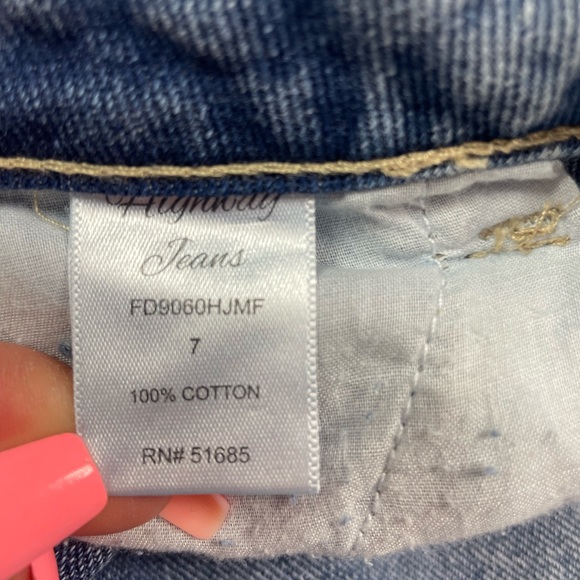 Highway
Jeans
FD9060HJMF
7
100% COTTON
RN# 51685